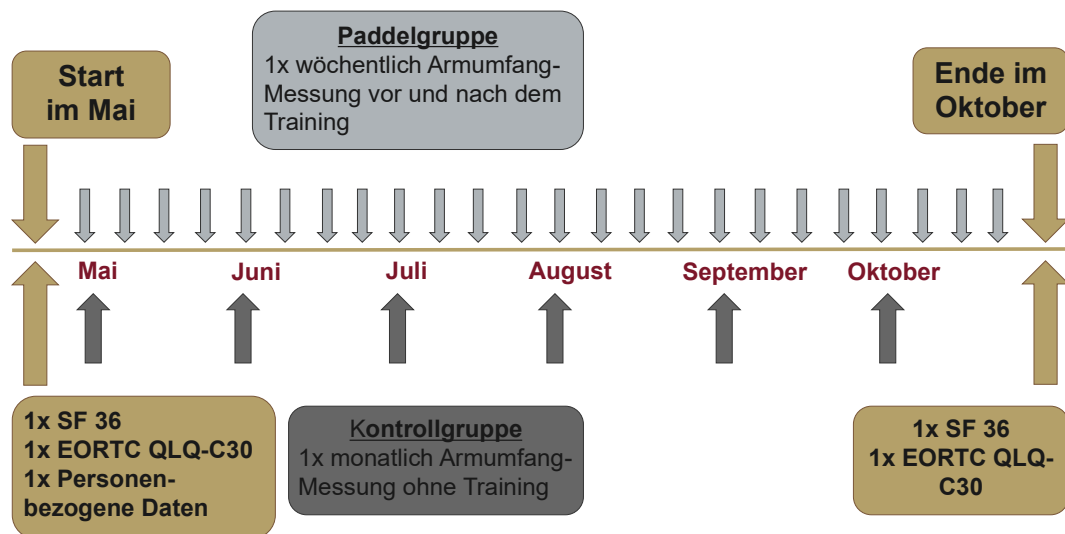 Paddelgruppe
1x wöchentlich Armumfang-
Messung vor und nach dem
Training
Start
im Mai
Ende im
Oktober
Mai
Juni
Juli
August
September
Oktober
1x SF 36
1x EORTC QLQ-C30
1x Personen-
bezogene Daten
Kontrollgruppe
1x monatlich Armumfang-
Messung ohne Training
1x SF 36
1x EORTC QLQ-
C30